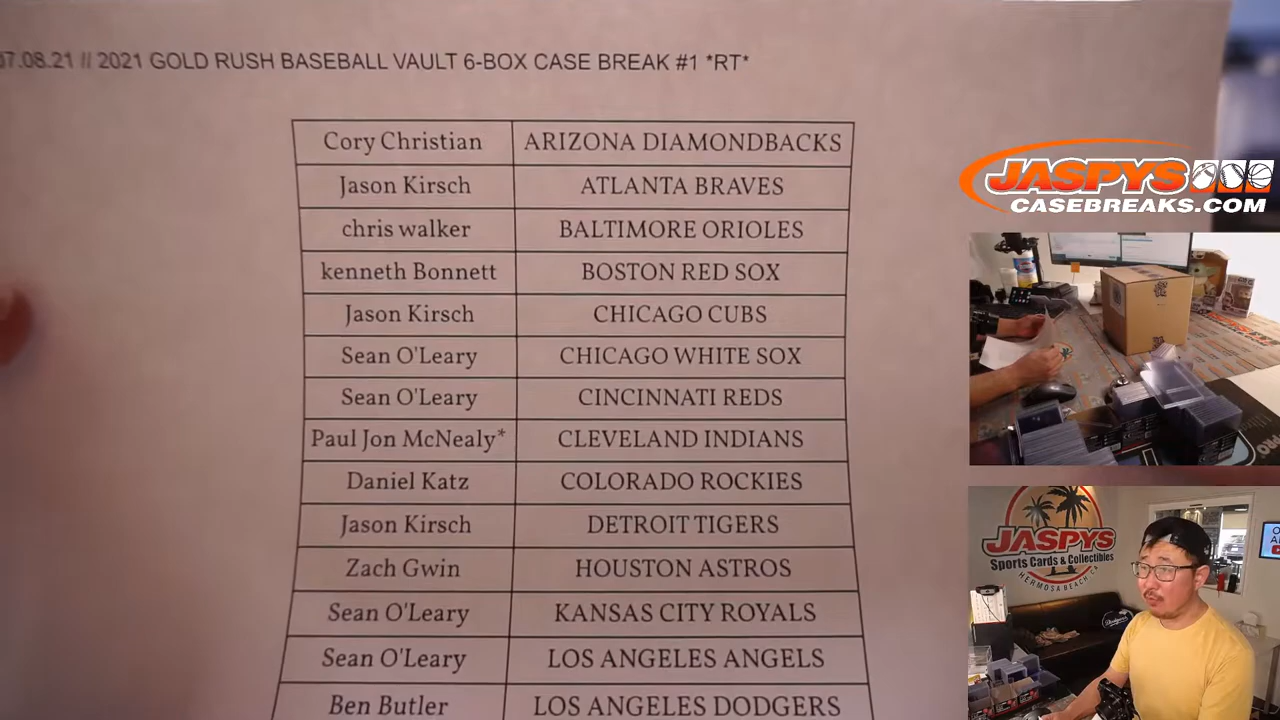 07.08.21 // 2021 GOLD RUSH BASEBALL VAULT 6-BOX CASE BREAK #1 *RT*
Cory Christian ARIZONA DIAMONDBACKS
Jason Kirsch ATLANTA BRAVES
chris walker BALTIMORE ORIOLES
kenneth Bonnett BOSTON RED SOX
Jason Kirsch CHICAGO CUBS
Sean O'Leary CHICAGO WHITE SOX
Sean O'Leary CINCINNATI REDS
Paul Jon McNealy* CLEVELAND INDIANS
Daniel Katz COLORADO ROCKIES
Jason Kirsch DETROIT TIGERS
Zach Gwin HOUSTON ASTROS
Sean O'Leary KANSAS CITY ROYALS
Sean O'Leary LOS ANGELES ANGELS
Ben Butler LOS ANGELES DODGERS
JASPYS
CASEBREAKS.COM
JASPYS
Sports Cards & Collectibles
HERMOSA BEACH CA
Dodgers